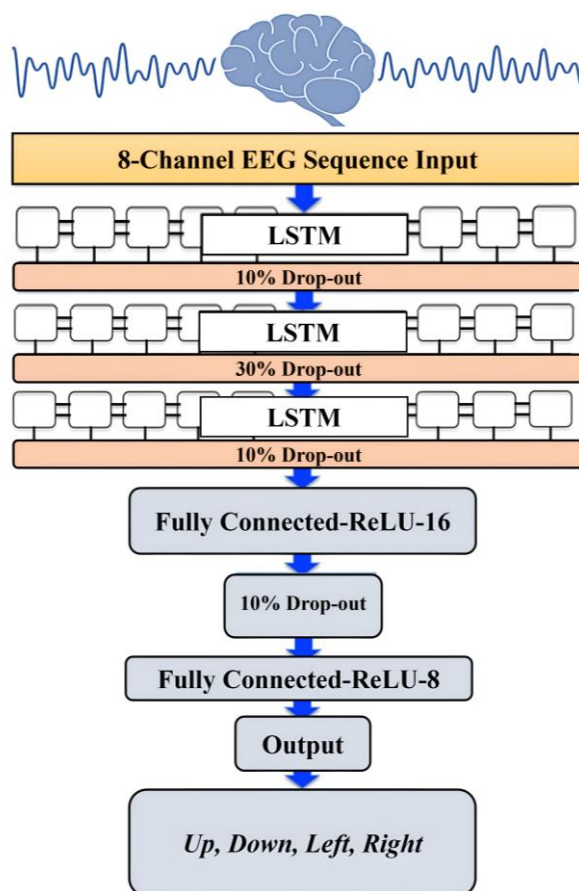 8-Channel EEG Sequence Input
LSTM
10% Drop-out
LSTM
30% Drop-out
LSTM
10% Drop-out
Fully Connected-ReLU-16
10% Drop-out
Fully Connected-ReLU-8
Output
Up, Down, Left, Right